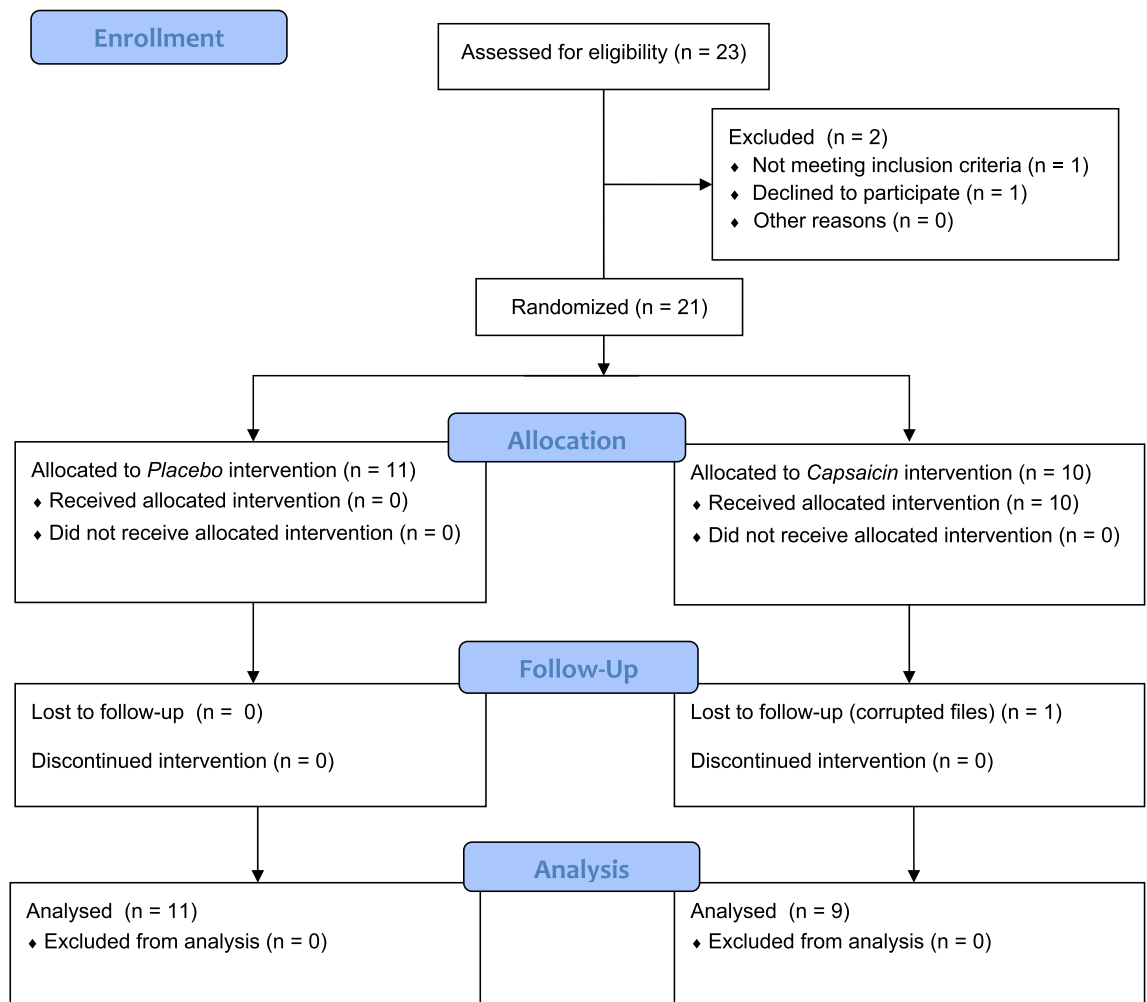 Enrollment
Assessed for eligibility (n = 23)
Excluded (n = 2)
♦ Not meeting inclusion criteria (n = 1)
♦ Declined to participate (n = 1)
♦ Other reasons (n = 0)
Randomized (n = 21)
Allocation
Allocated to Placebo intervention (n = 11)
♦ Received allocated intervention (n = 0)
♦ Did not receive allocated intervention (n = 0)
Allocated to Capsaicin intervention (n = 10)
♦ Received allocated intervention (n = 10)
♦ Did not receive allocated intervention (n = 0)
Follow-Up
Lost to follow-up (n = 0)
Discontinued intervention (n = 0)
Lost to follow-up (corrupted files) (n = 1)
Discontinued intervention (n = 0)
Analysis
Analysed (n = 11)
♦ Excluded from analysis (n = 0)
Analysed (n = 9)
♦ Excluded from analysis (n = 0)